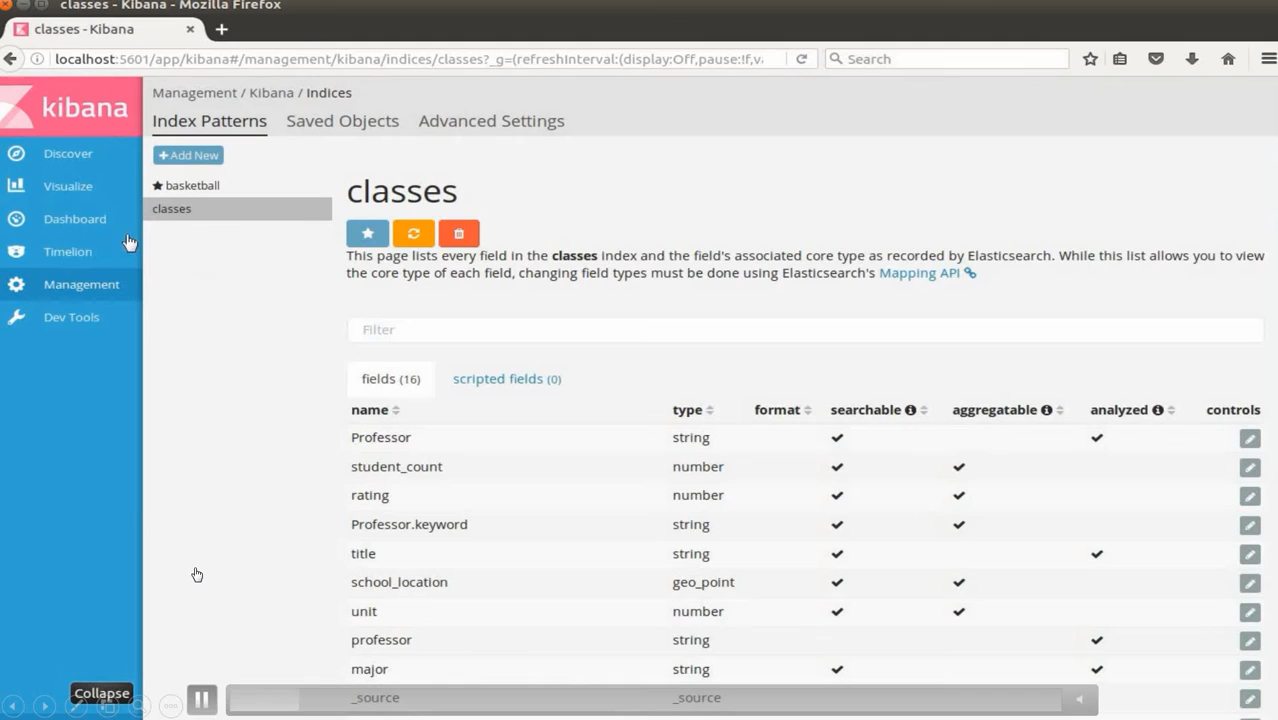 classes - Kibana - Mozilla Firefox
classes - Kibana
localhost:5601/app/kibana#/management/kibana/indices/classes?_g=(refreshInterval:(display:Off,pause:!f,va
Search
kibana
Discover
Visualize
Dashboard
Timelion
Management
Dev Tools
Collapse
Management / Kibana / Indices
Index Patterns Saved Objects Advanced Settings
Add New
basketball
classes
classes
This page lists every field in the classes index and the field's associated core type as recorded by Elasticsearch. While this list allows you to view
the core type of each field, changing field types must be done using Elasticsearch's Mapping API
Filter
fields (16) scripted fields (0)
name type format searchable aggregatable analyzed controls
Professor string
student_count number
rating number
Professor.keyword string
title string
school_location geo_point
unit number
professor string
major string
_source _source